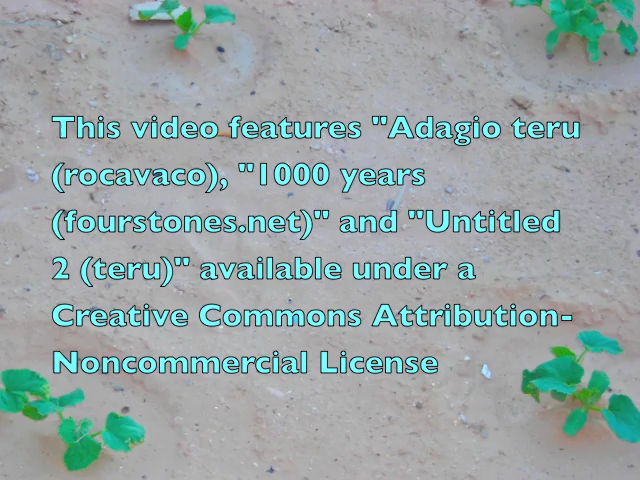 This video features "Adagio teru
(rocavaco), "1000 years
(fourstones.net)" and "Untitled
2 (teru)" available under a
Creative Commons Attribution-
Noncommercial License